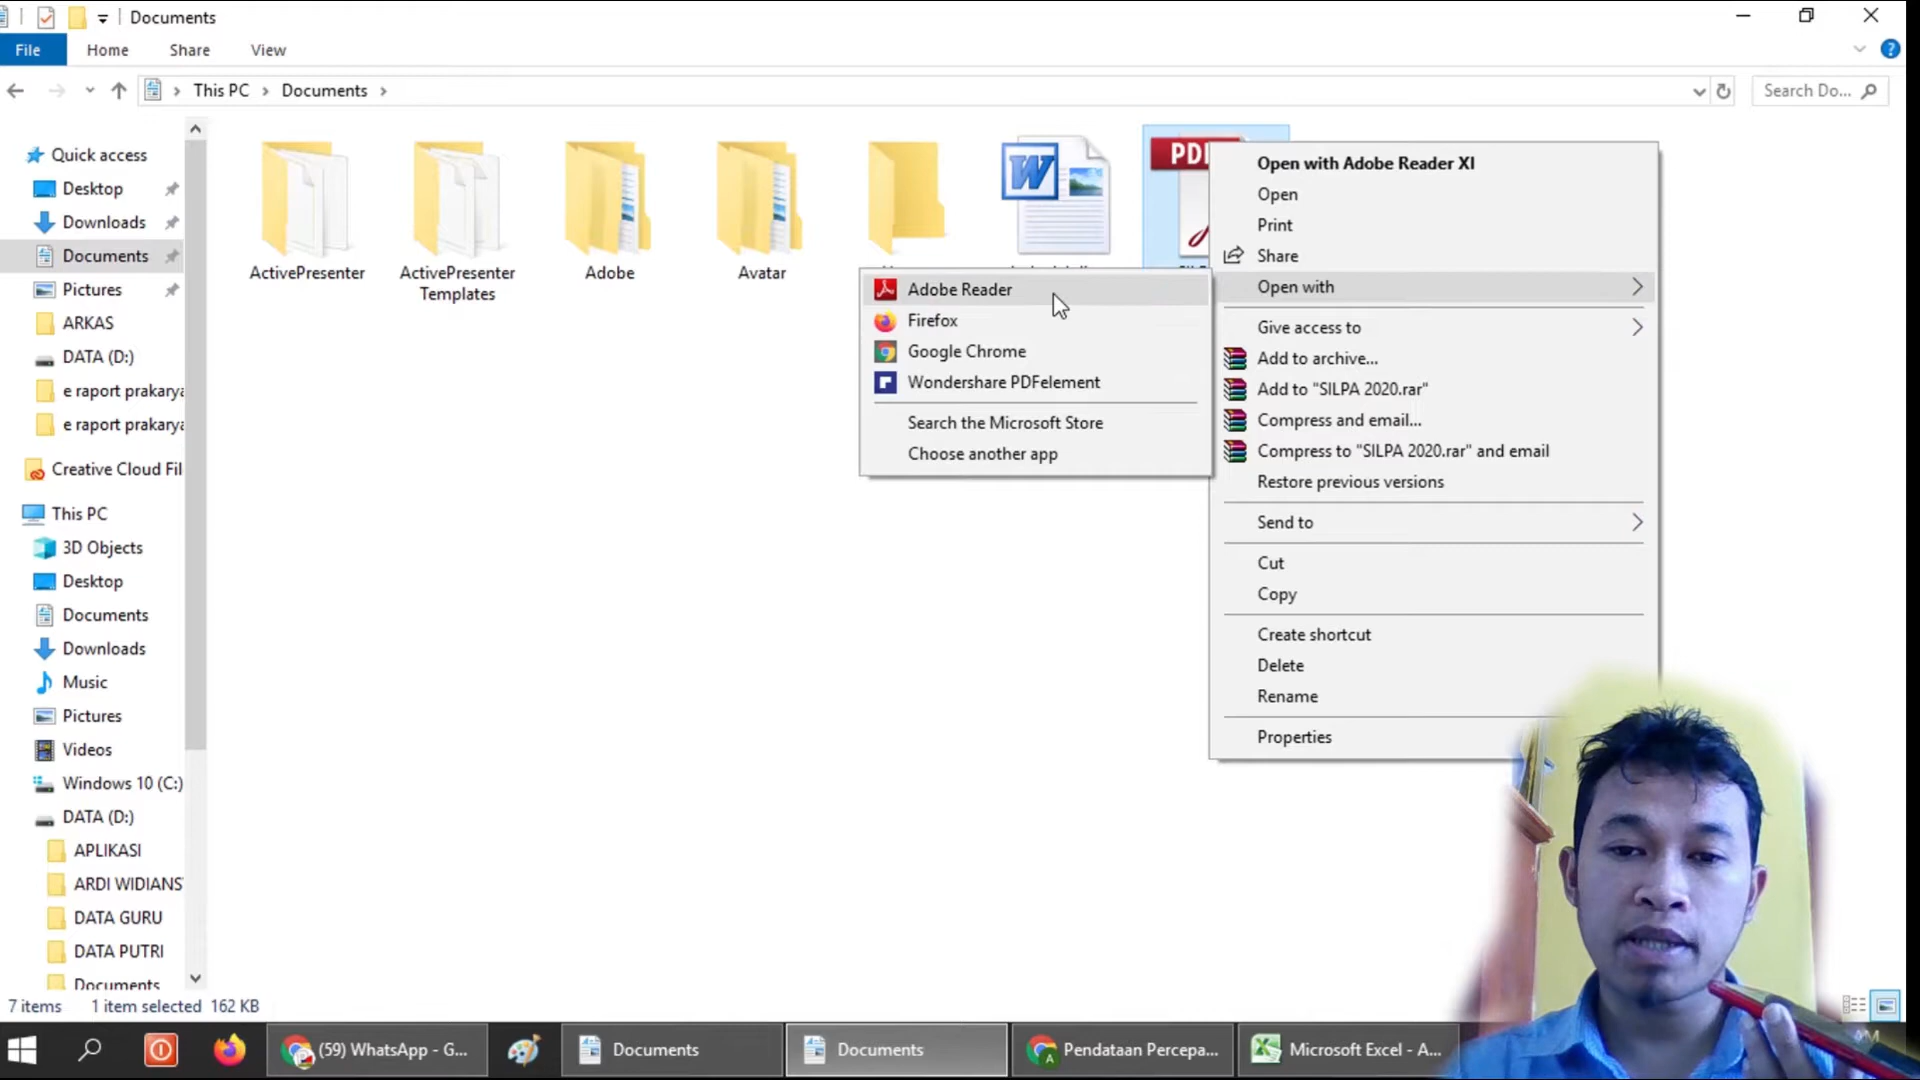 Documents
File
Home
Share
View
This PC
Documents
Search Do...
Quick access
Desktop
Downloads
Documents
Pictures
ARKAS
DATA (D:)
e raport prakarya
e raport prakarya
Creative Cloud Fil
This PC
3D Objects
Desktop
Documents
Downloads
Music
Pictures
Videos
Windows 10 (C:)
DATA (D:)
APLIKASI
ARDI WIDIANS
DATA GURU
DATA PUTRI
Documents
ActivePresenter
ActivePresenter
Templates
Adobe
Avatar
W
PDF
Adobe Reader
Firefox
Google Chrome
Wondershare PDFelement
Search the Microsoft Store
Choose another app
Open with Adobe Reader XI
Open
Print
Share
Open with
Give access to
Add to archive...
Add to "SILPA 2020.rar"
Compress and email...
Compress to "SILPA 2020.rar" and email
Restore previous versions
Send to
Cut
Copy
Create shortcut
Delete
Rename
Properties
7 items
1 item selected 162 KB
(59) WhatsApp - G...
Documents
Documents
Pendataan Percepa...
Microsoft Excel - A...